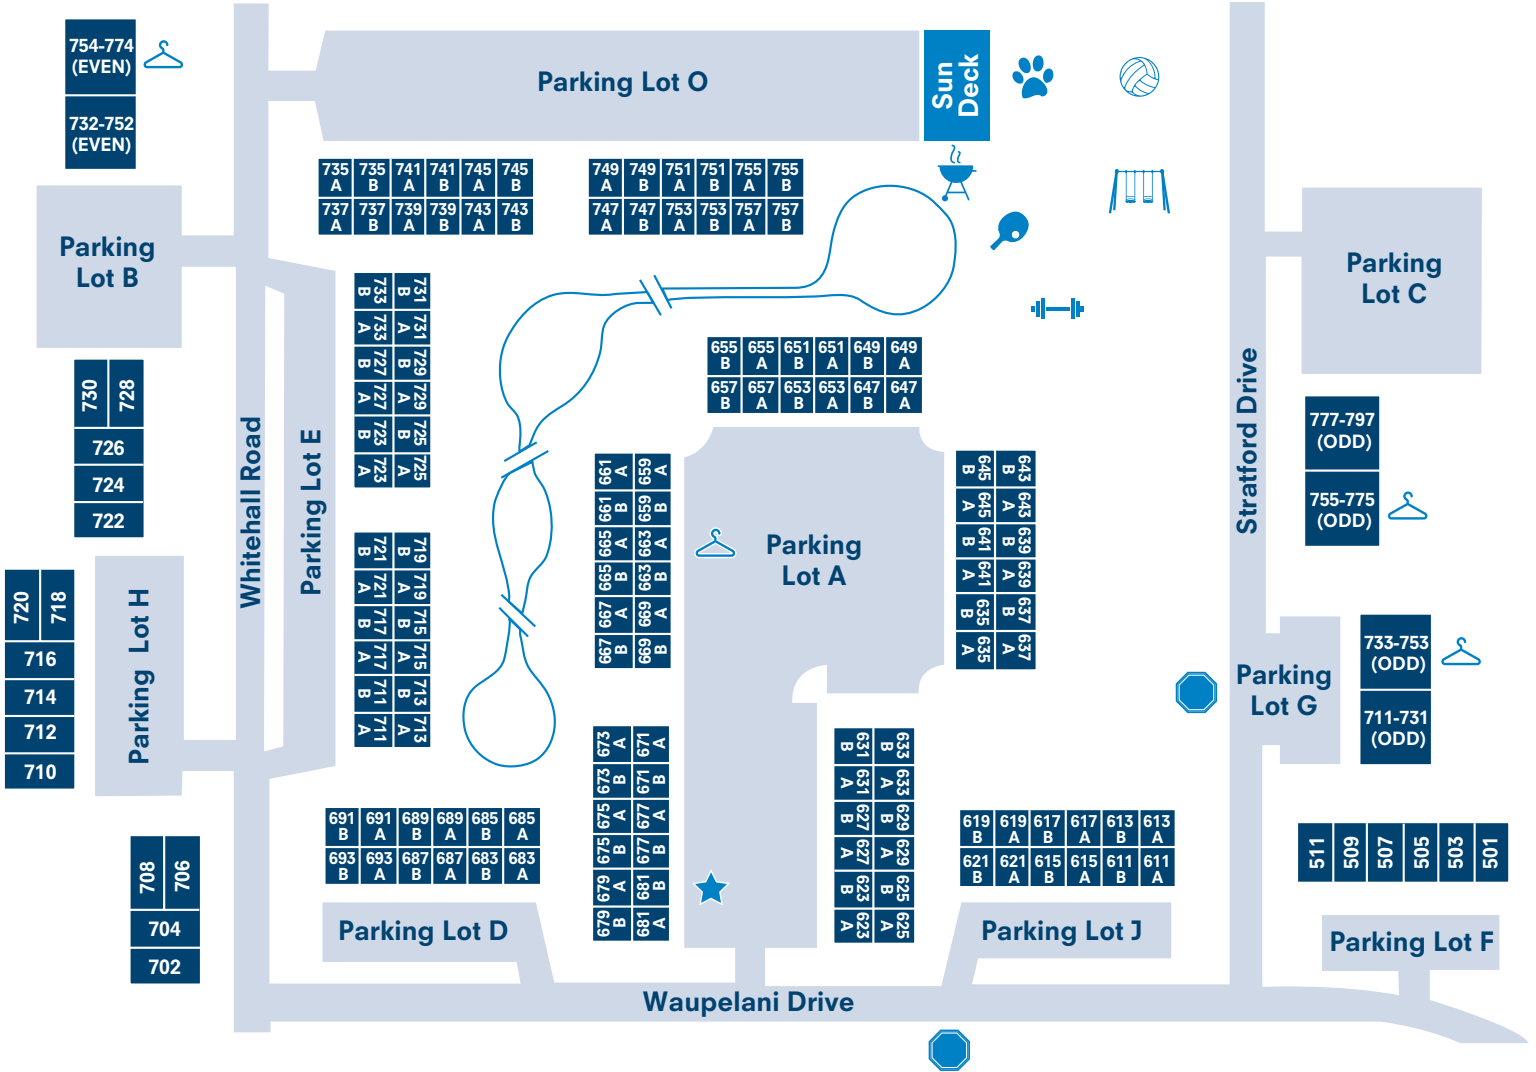 754-774
(EVEN)
732-752
(EVEN)
Parking Lot O
Sun
Deck
735 735 741 741 745 745
A B A B A B
737 737 739 739 743 743
A B A B A B
749 749 751 751 755 755
A B A B A B
747 747 753 753 757 757
A B A B A B
Parking
Lot B
Parking
Lot C
733 B 731 B
733 A 731 A
727 B 729 B
727 A 729 A
723 B 725 B
723 A 725 A
655 655 651 651 649 649
B A B A B A
657 657 653 653 647 647
B A B A B A
730 728
726
724
722
Whitehall Road
Parking Lot E
Stratford Drive
777-797
(ODD)
755-775
(ODD)
661 A 659 A
661 B 659 B
665 A 663 A
665 B 663 B
667 A 669 A
667 B 669 B
Parking
Lot A
645 B 643 B
645 A 643 A
641 B 639 B
641 A 639 A
635 B 637 B
635 A 637 A
721 B 719 B
721 A 719 A
717 B 715 B
717 A 715 A
711 B 713 B
711 A 713 A
720 718
716
714
712
710
Parking Lot H
Parking
Lot G
733-753
(ODD)
711-731
(ODD)
673 A 671 A
673 B 671 B
675 A 677 A
675 B 677 B
679 A 681 B
679 B 681 A
631 B 633 B
631 A 633 A
627 B 629 B
627 A 629 A
623 B 625 B
623 A 625 A
691 691 689 689 685 685
B A B A B A
693 693 687 687 683 683
B A B A B A
619 619 617 617 613 613
B A B A B A
621 621 615 615 611 611
B A B A B A
511 509 507 505 503 501
708 706
704
702
Parking Lot D
Parking Lot J
Parking Lot F
Waupelani Drive